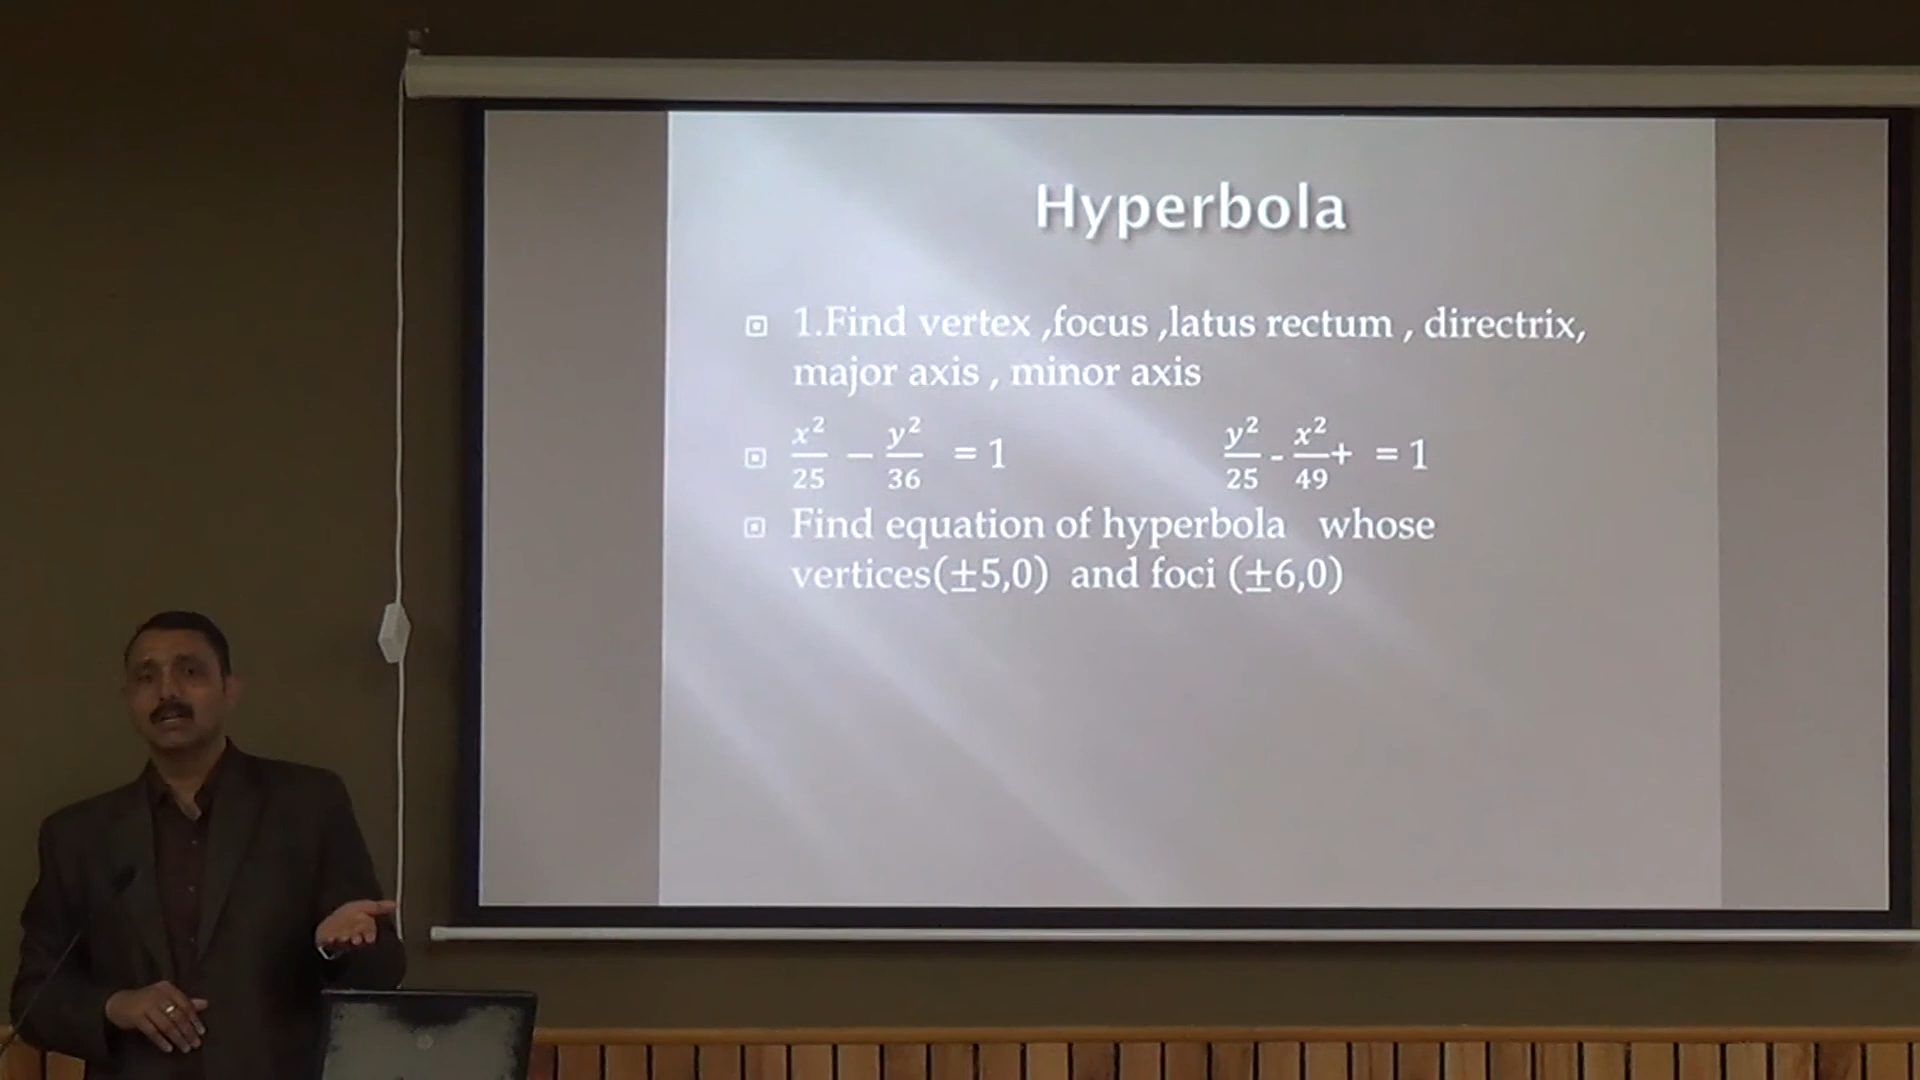 Hyperbola
1.Find vertex ,focus ,latus rectum , directrix,
major axis , minor axis
x²/25 − y²/36 = 1    y²/25 - x²/49+ = 1
Find equation of hyperbola whose
vertices(±5,0) and foci (±6,0)